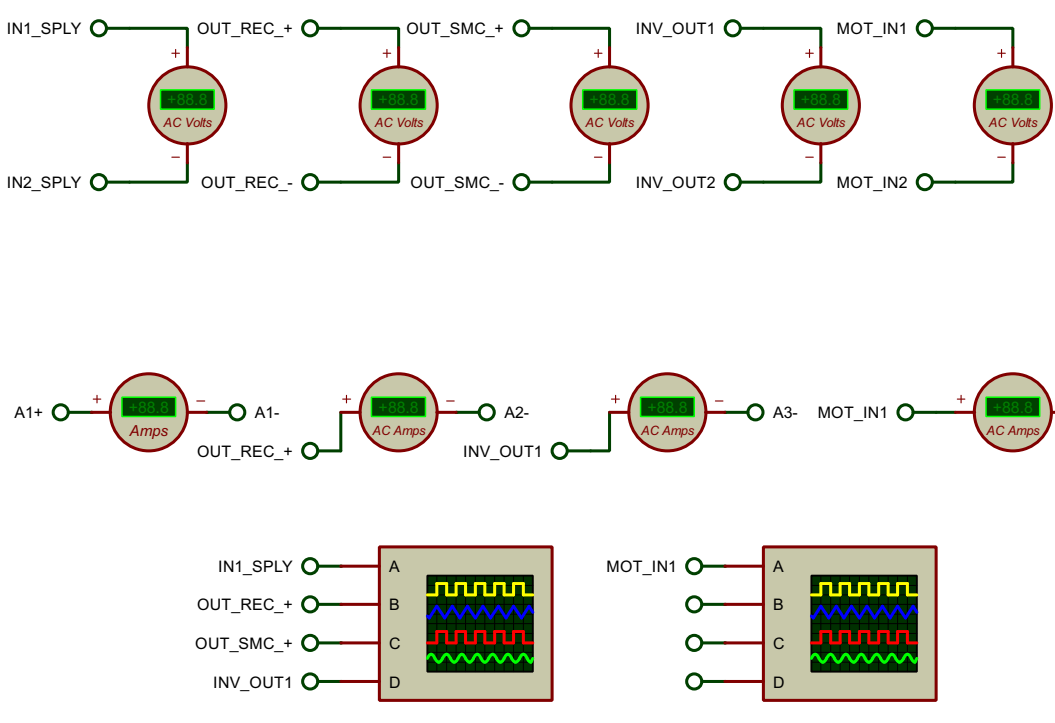 IN1_SPLY OUT_REC_+ OUT_SMC_+ INV_OUT1 MOT_IN1
+ + + + +
+88.8 +88.8 +88.8 +88.8 +88.8
AC Volts AC Volts AC Volts AC Volts AC Volts
− − − − −
IN2_SPLY OUT_REC_- OUT_SMC_- INV_OUT2 MOT_IN2
+ − + − + − +
A1+ +88.8 A1- +88.8 A2- +88.8 A3- MOT_IN1 +88.8
Amps AC Amps AC Amps AC Amps
OUT_REC_+ INV_OUT1
IN1_SPLY A MOT_IN1 A
OUT_REC_+ B B
OUT_SMC_+ C C
INV_OUT1 D D